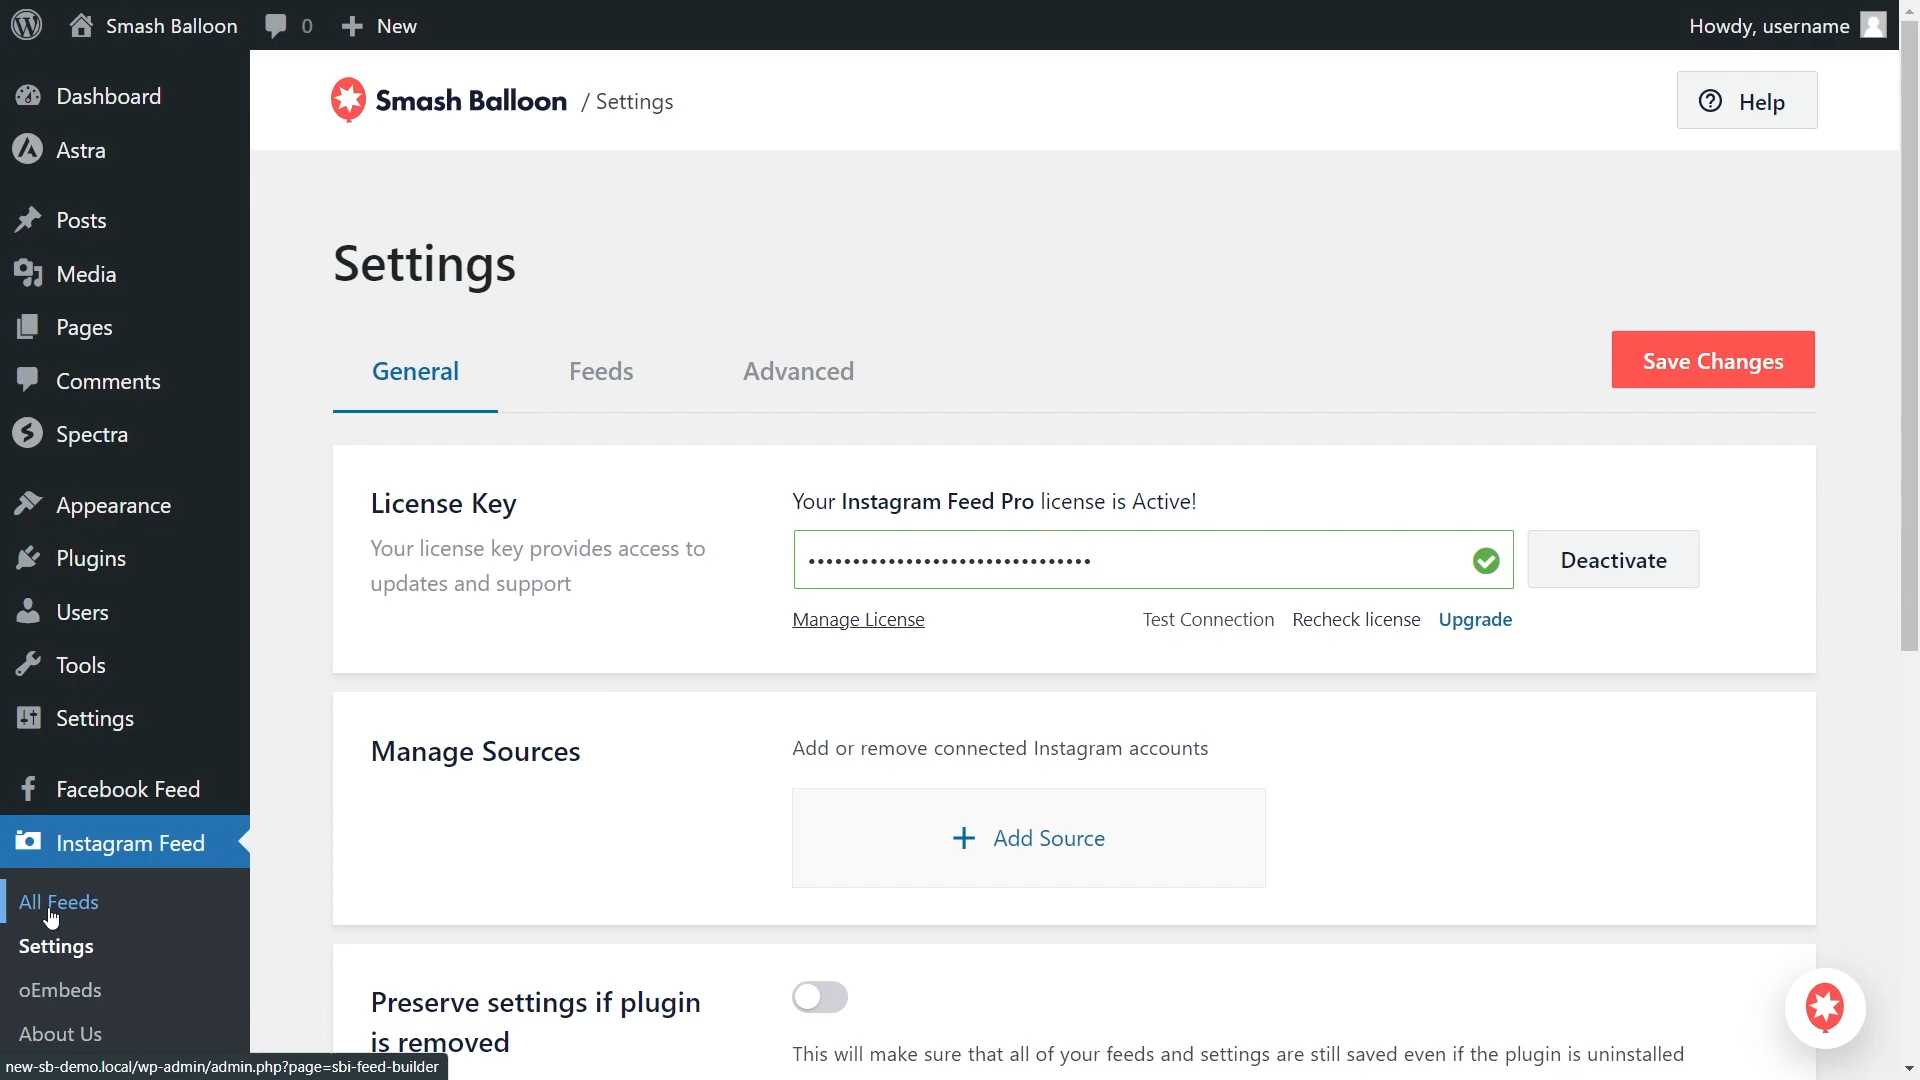 Smash Balloon
0
New
Howdy, username
Dashboard
Astra
Posts
Media
Pages
Comments
Spectra
Appearance
Plugins
Users
Tools
Settings
Facebook Feed
Instagram Feed
All Feeds
Settings
oEmbeds
About Us
new-sb-demo.local/wp-admin/admin.php?page=sbi-feed-builder
Smash Balloon / Settings
Help
Settings
General
Feeds
Advanced
Save Changes
License Key
Your license key provides access to
updates and support
Your Instagram Feed Pro license is Active!
••••••••••••••••••••••••••••••••
Deactivate
Manage License
Test Connection
Recheck license
Upgrade
Manage Sources
Add or remove connected Instagram accounts
+ Add Source
Preserve settings if plugin
is removed
This will make sure that all of your feeds and settings are still saved even if the plugin is uninstalled